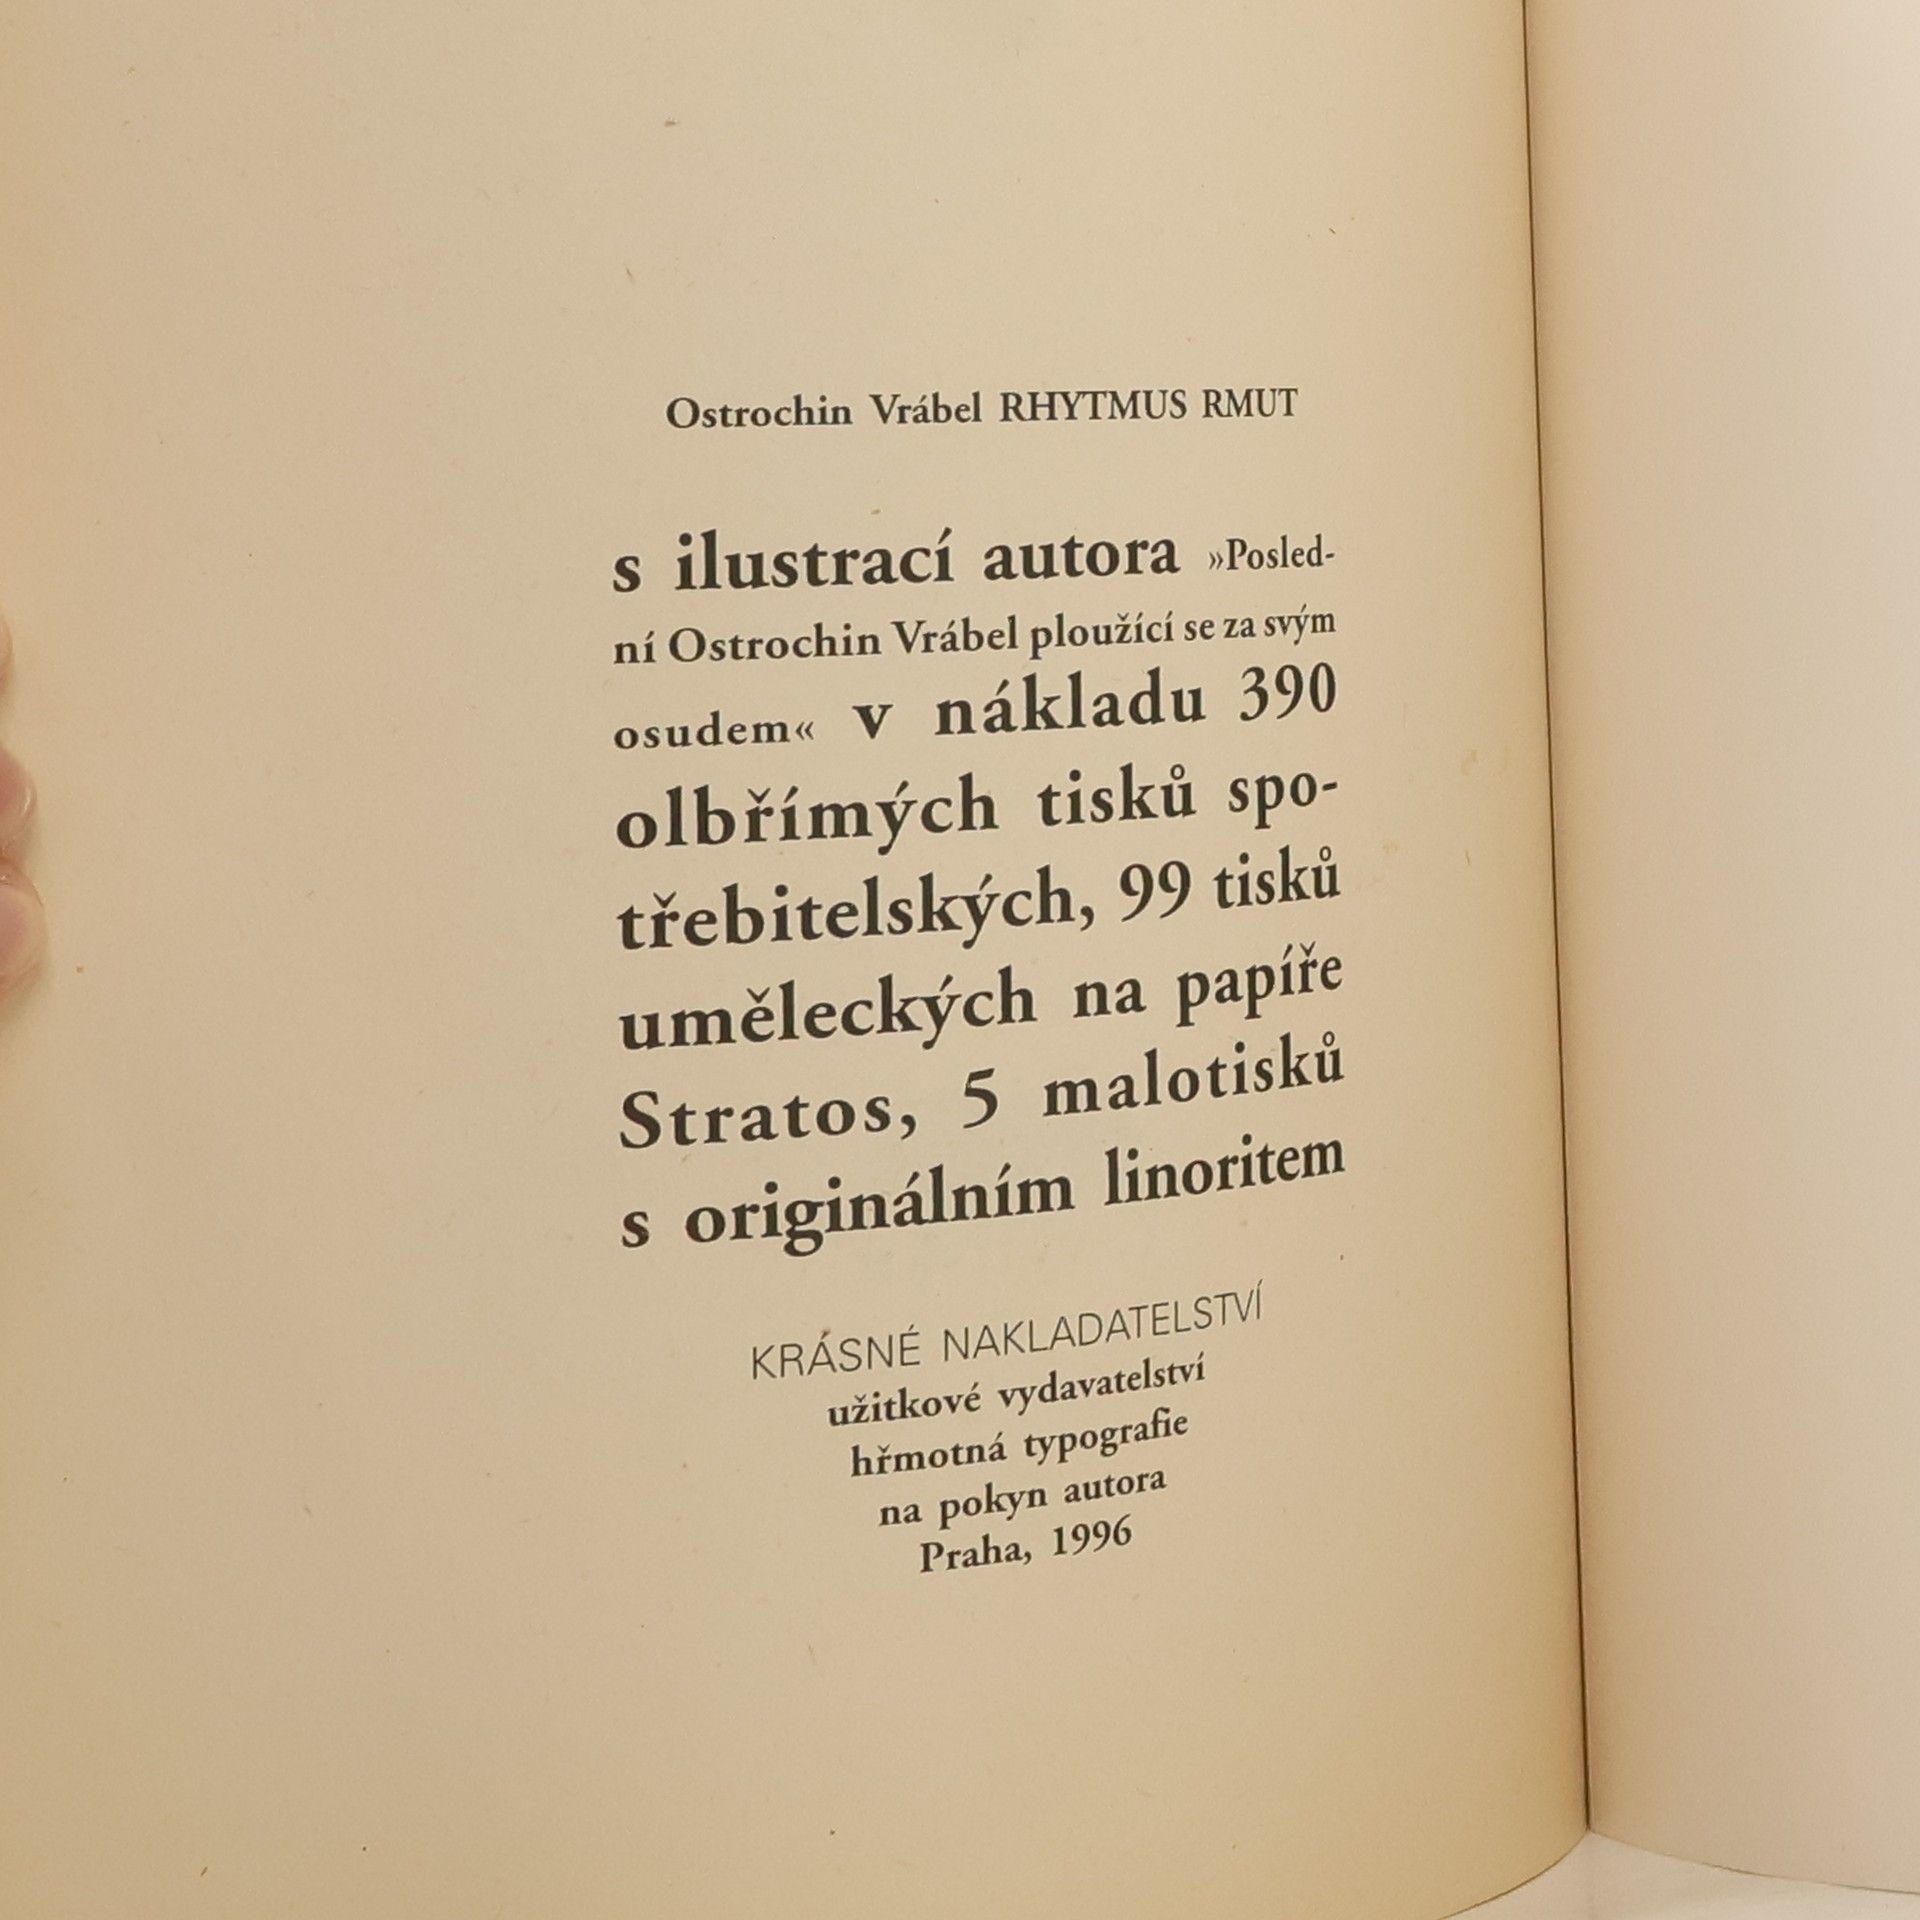 Ostrochin Vrábel RHYTMUS RMUT
s ilustrací autora »Posled-
ní Ostrochin Vrábel ploužící se za svým
osudem« v nákladu 390
olbřímých tisků spo-
třebitelských, 99 tisků
uměleckých na papíře
Stratos, 5 malotisků
s originálním linoritem
KRÁSNÉ NAKLADATELSTVÍ
užitkové vydavatelství
hřmotná typografie
na pokyn autora
Praha, 1996